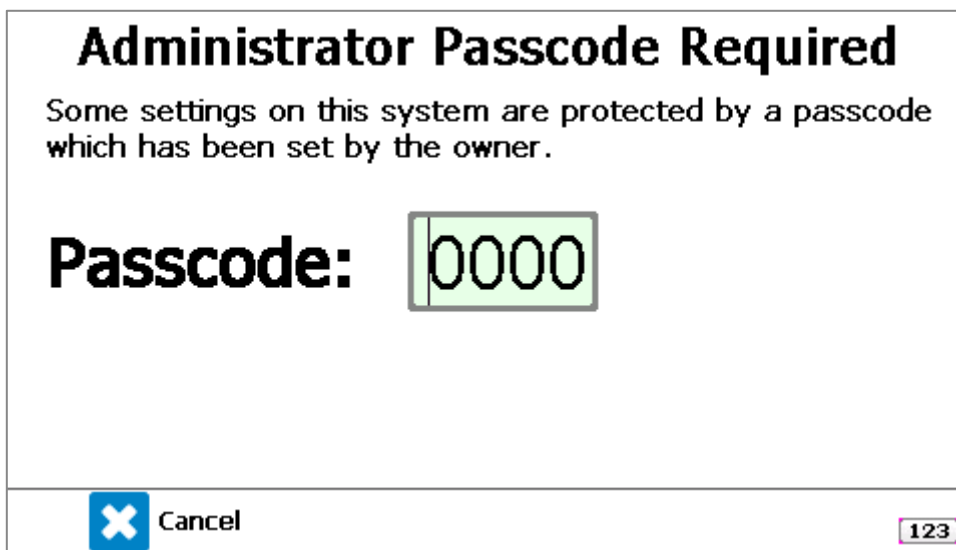 Administrator Passcode Required
Some settings on this system are protected by a passcode
which has been set by the owner.
Passcode: 0000
Cancel
123